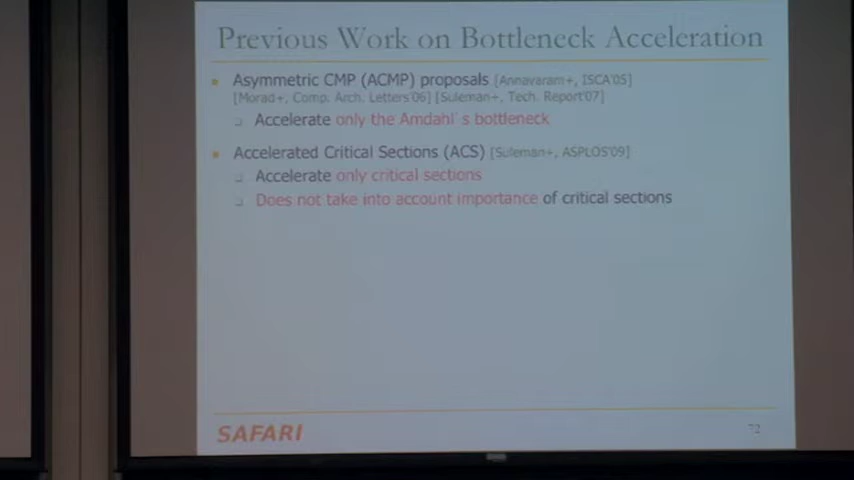 Previous Work on Bottleneck Acceleration
Asymmetric CMP (ACMP) proposals [Annavaram+, ISCA'05]
[Morad+, Comp. Arch. Letters'06] [Suleman+, Tech. Report'07]
Accelerate only the Amdahl's bottleneck
Accelerated Critical Sections (ACS) [Suleman+, ASPLOS'09]
Accelerate only critical sections
Does not take into account importance of critical sections
SAFARI
72